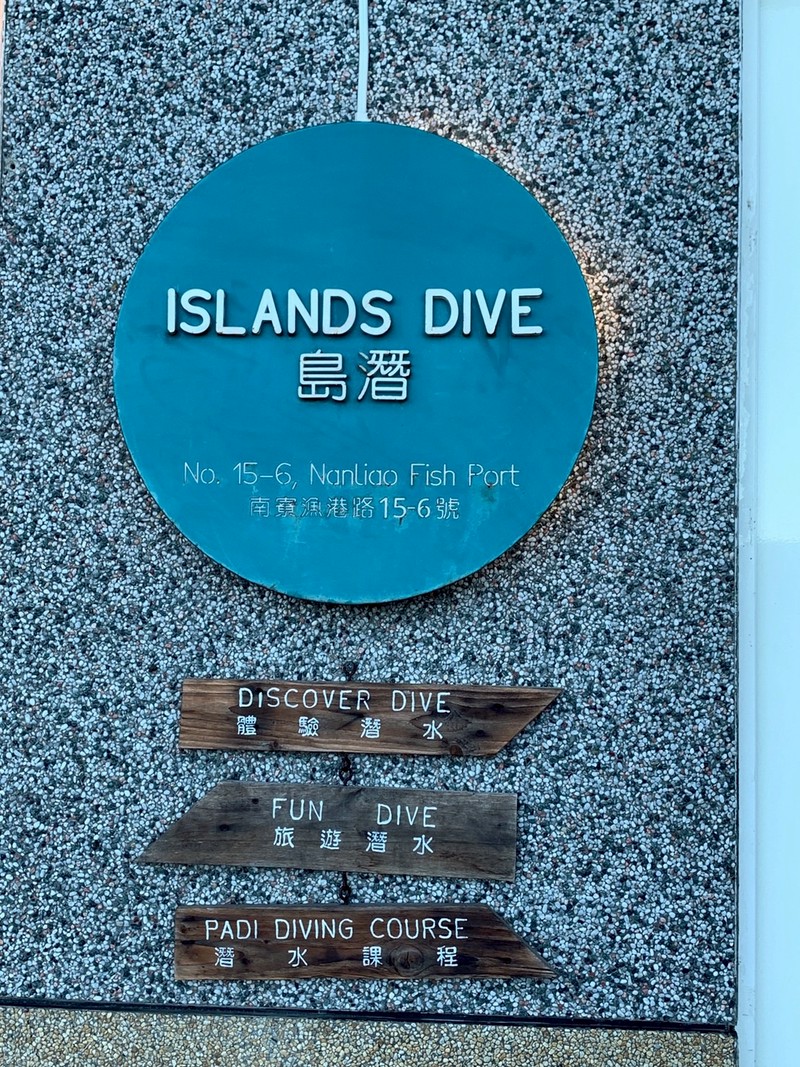 ISLANDS DIVE
島潛
No. 15-6, Nanliao Fish Port
南寮漁港路15-6號
DISCOVER DIVE
體驗潛水
FUN DIVE
旅遊潛水
PADI DIVING COURSE
潛水課程